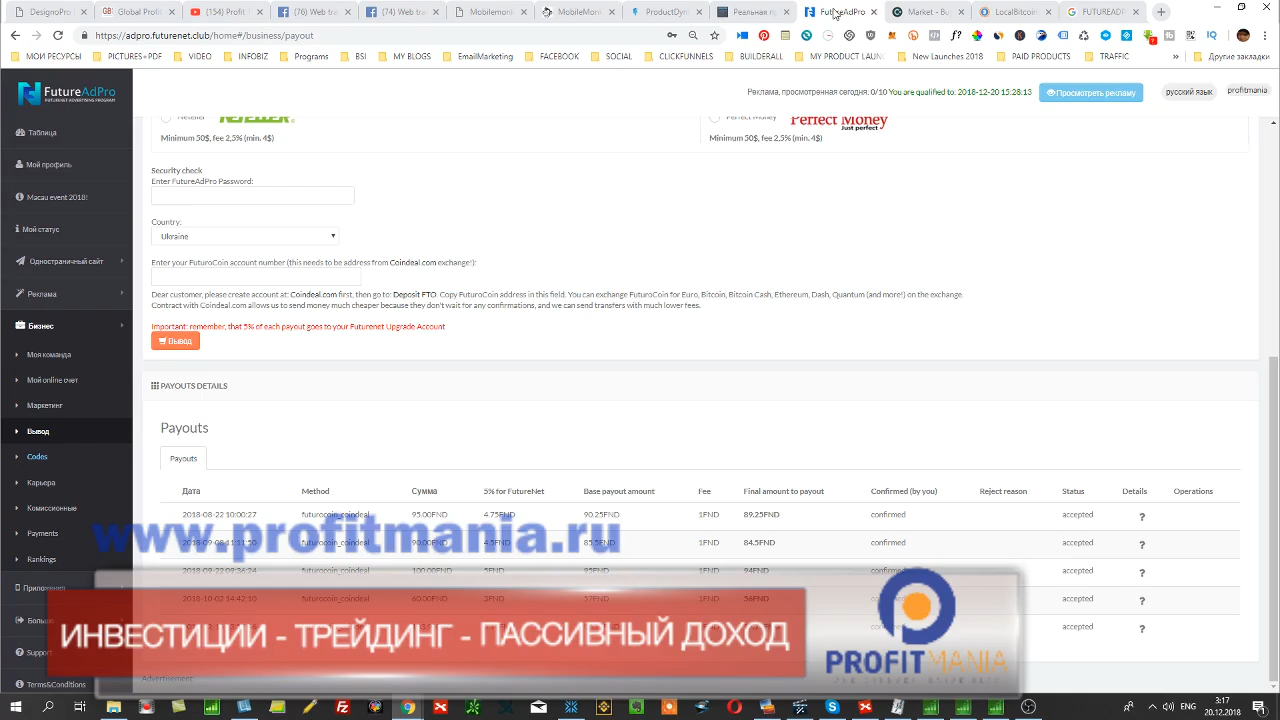 DesignPo
GD Global Profi
(154) Profit
(76) Web tra
(74) Web tra
Mobilemoni
MobileMoni
ProductDyn
Реальная пр
FutureAdPro
Market - Bu
LocalBitcoin
FUTUREADP
https://adpro.futurenet.club/home#/business/payout
МОИ РЕСУРСЫ PICTURES+PDF VIDEO INFOBIZ Programs BSI MY BLOGS EmailMarketing FACEBOOK SOCIAL CLICKFUNNELS BUILDERALL MY PRODUCT LAUNC New Launches 2018 PAID PRODUCTS TRAFFIC » Другие закладки
FutureAdPro
FUTURENET ADVERTISING PROGRAM
Реклама, просмотренная сегодня: 0/10 You are qualified to: 2018-12-20 15:28:13
Просмотреть рекламу
русский язык
profitmania
Таблица
Мой профиль
Macau event 2018!
Мой статус
Одностраничный сайт
Реклама
Бизнес
Моя команда
Мой online счет
Маркетинг
Вывод
Codes
Карьера
Комиссионные
Payments
Rankings
Приложения
Больше
Support
Terms&Conditions
Neteller
Minimum 50$, fee 2,5% (min. 4$)
Perfect Money
Perfect Money
Just perfect
Minimum 50$, fee 2,5% (min. 4$)
Security check
Enter FutureAdPro Password:
Country:
Ukraine
Enter your FuturoCoin account number (this needs to be address from Coindeal.com exchange!):
Dear customer, please create account at: Coindeal.com first, then go to: Deposit FTO. Copy FuturoCoin address in this field. You can exchange FuturoCoin for Euro, Bitcoin, Bitcoin Cash, Ethereum, Dash, Quantum (and more!) on the exchange.
Contract with Coindeal.com allows us to send money much cheaper because they don't wait for any confirmations, and we can send transfers with much lower fees.
Important: remember, that 5% of each payout goes to your Futurenet Upgrade Account
Вывод
PAYOUTS DETAILS
Payouts
Payouts
Дата Method Сумма 5% for FutureNet Base payout amount Fee Final amount to payout Confirmed (by you) Reject reason Status Details Operations
2018-08-22 10:00:27 futurocoin_coindeal 95.00FND 4.75FND 90.25FND 1FND 89.25FND confirmed accepted ?
2018-09-08 11:11:50 futurocoin_coindeal 90.00FND 4.5FND 85.5FND 1FND 84.5FND confirmed accepted ?
2018-09-22 09:36:24 futurocoin_coindeal 100.00FND 5FND 95FND 1FND 94FND confirmed accepted ?
2018-10-02 14:42:10 futurocoin_coindeal 60.00FND 3FND 57FND 1FND 56FND accepted ?
accepted ?
www.profitmania.ru
ИНВЕСТИЦИИ - ТРЕЙДИНГ - ПАССИВНЫЙ ДОХОД
PROFITMANIA
Advertisement:
3:17
20.12.2018